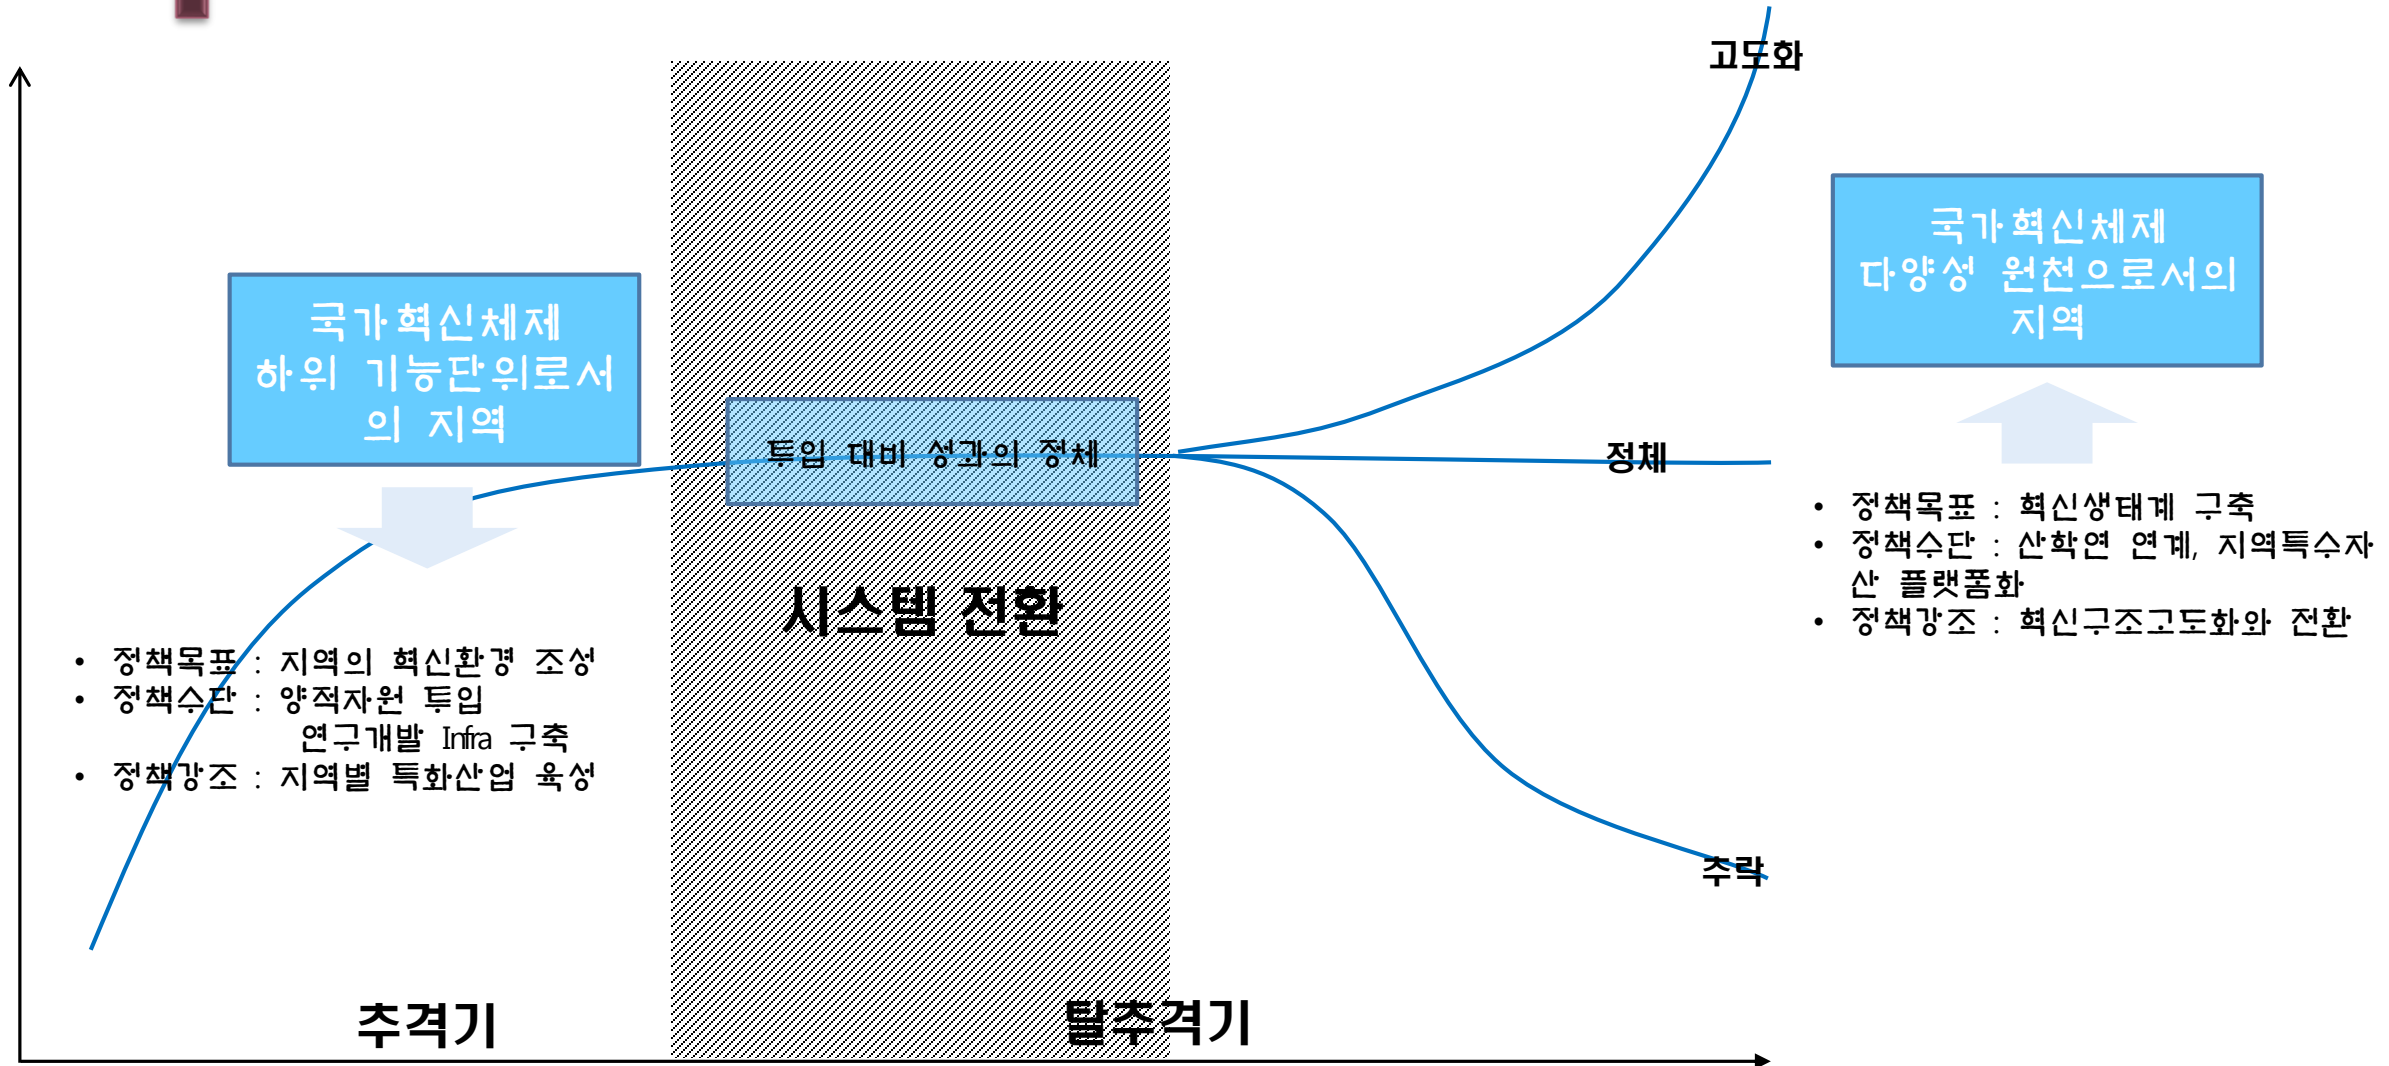 고도화
국가혁신체제
하위 기능단위로서
의 지역
투입 대비 성과의 정체
정체
국가혁신체제
다양성 원천으로서의
지역
• 정책목표 : 혁신생태계 구축
• 정책수단 : 산학연 연계, 지역특수자
산 플랫폼화
• 정책강조 : 혁신구조고도화와 전환
시스템 전환
• 정책목표 : 지역의 혁신환경 조성
• 정책수단 : 양적자원 투입
연구개발 Infra 구축
• 정책강조 : 지역별 특화산업 육성
추락
추격기
탈추격기